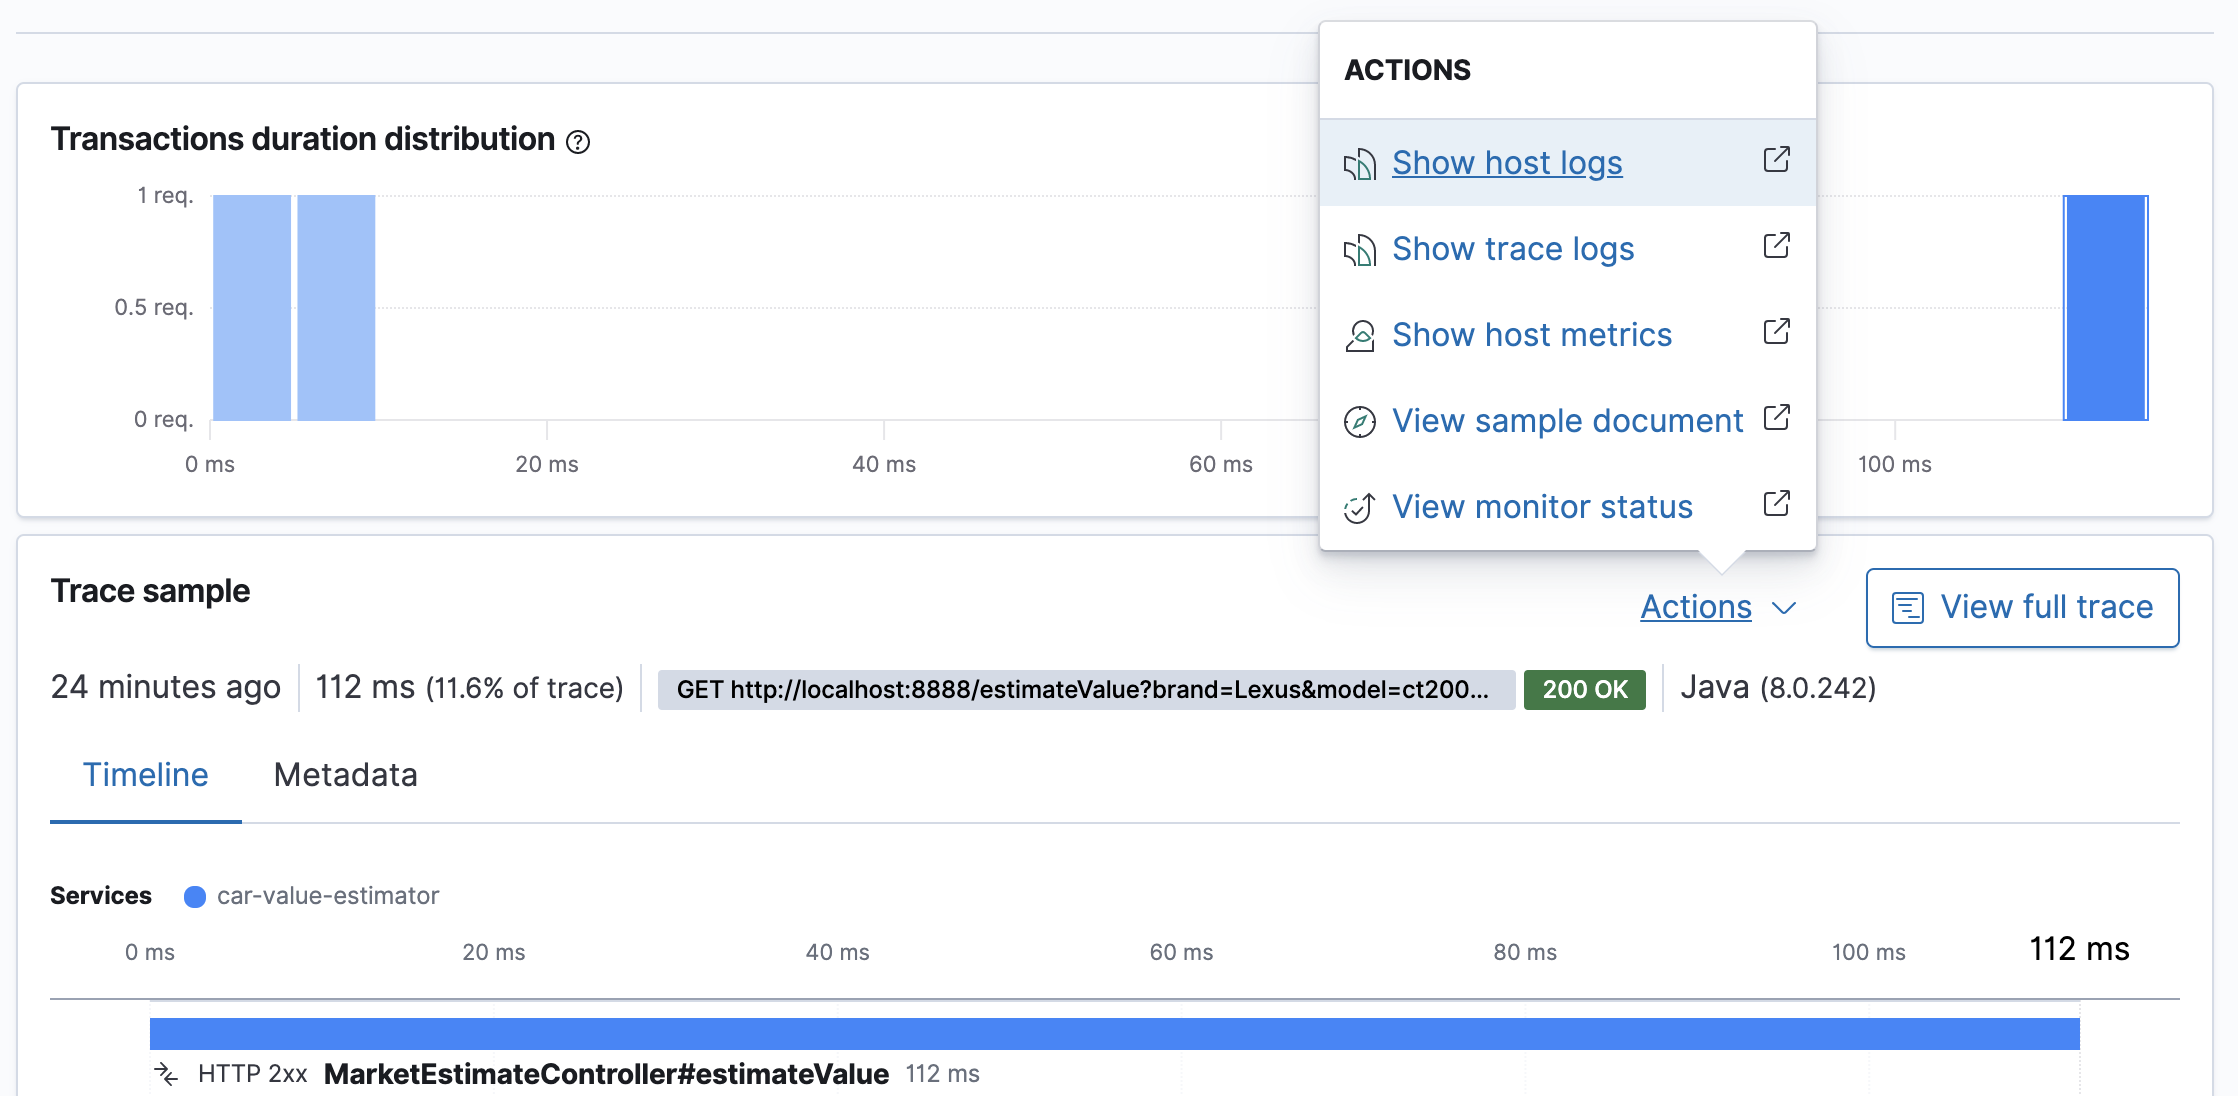 ACTIONS
Show host logs
Show trace logs
Show host metrics
View sample document
View monitor status
Transactions duration distribution ?
1 req.
0.5 req.
0 req.
0 ms 20 ms 40 ms 60 ms 100 ms
Trace sample
Actions
View full trace
24 minutes ago 112 ms (11.6% of trace) GET http://localhost:8888/estimateValue?brand=Lexus&model=ct200... 200 OK Java (8.0.242)
Timeline Metadata
Services car-value-estimator
0 ms 20 ms 40 ms 60 ms 80 ms 100 ms 112 ms
HTTP 2xx MarketEstimateController#estimateValue 112 ms